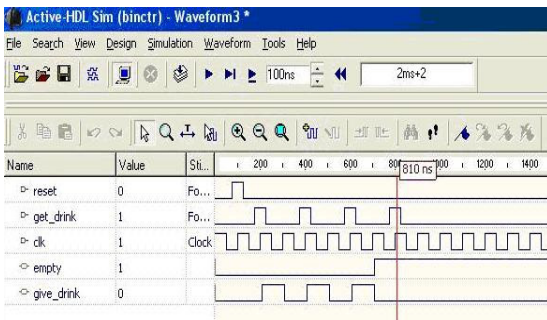 Active-HDL Sim (binctr) - Waveform3 *
File Search View Design Simulation Waveform Tools Help
100ns 2ms+2
Name Value Sti... 200 400 600 1200 1400
810 ns
reset 0 Fo...
get_drink 1 Fo...
clk 1 Clock
empty 1
give_drink 0